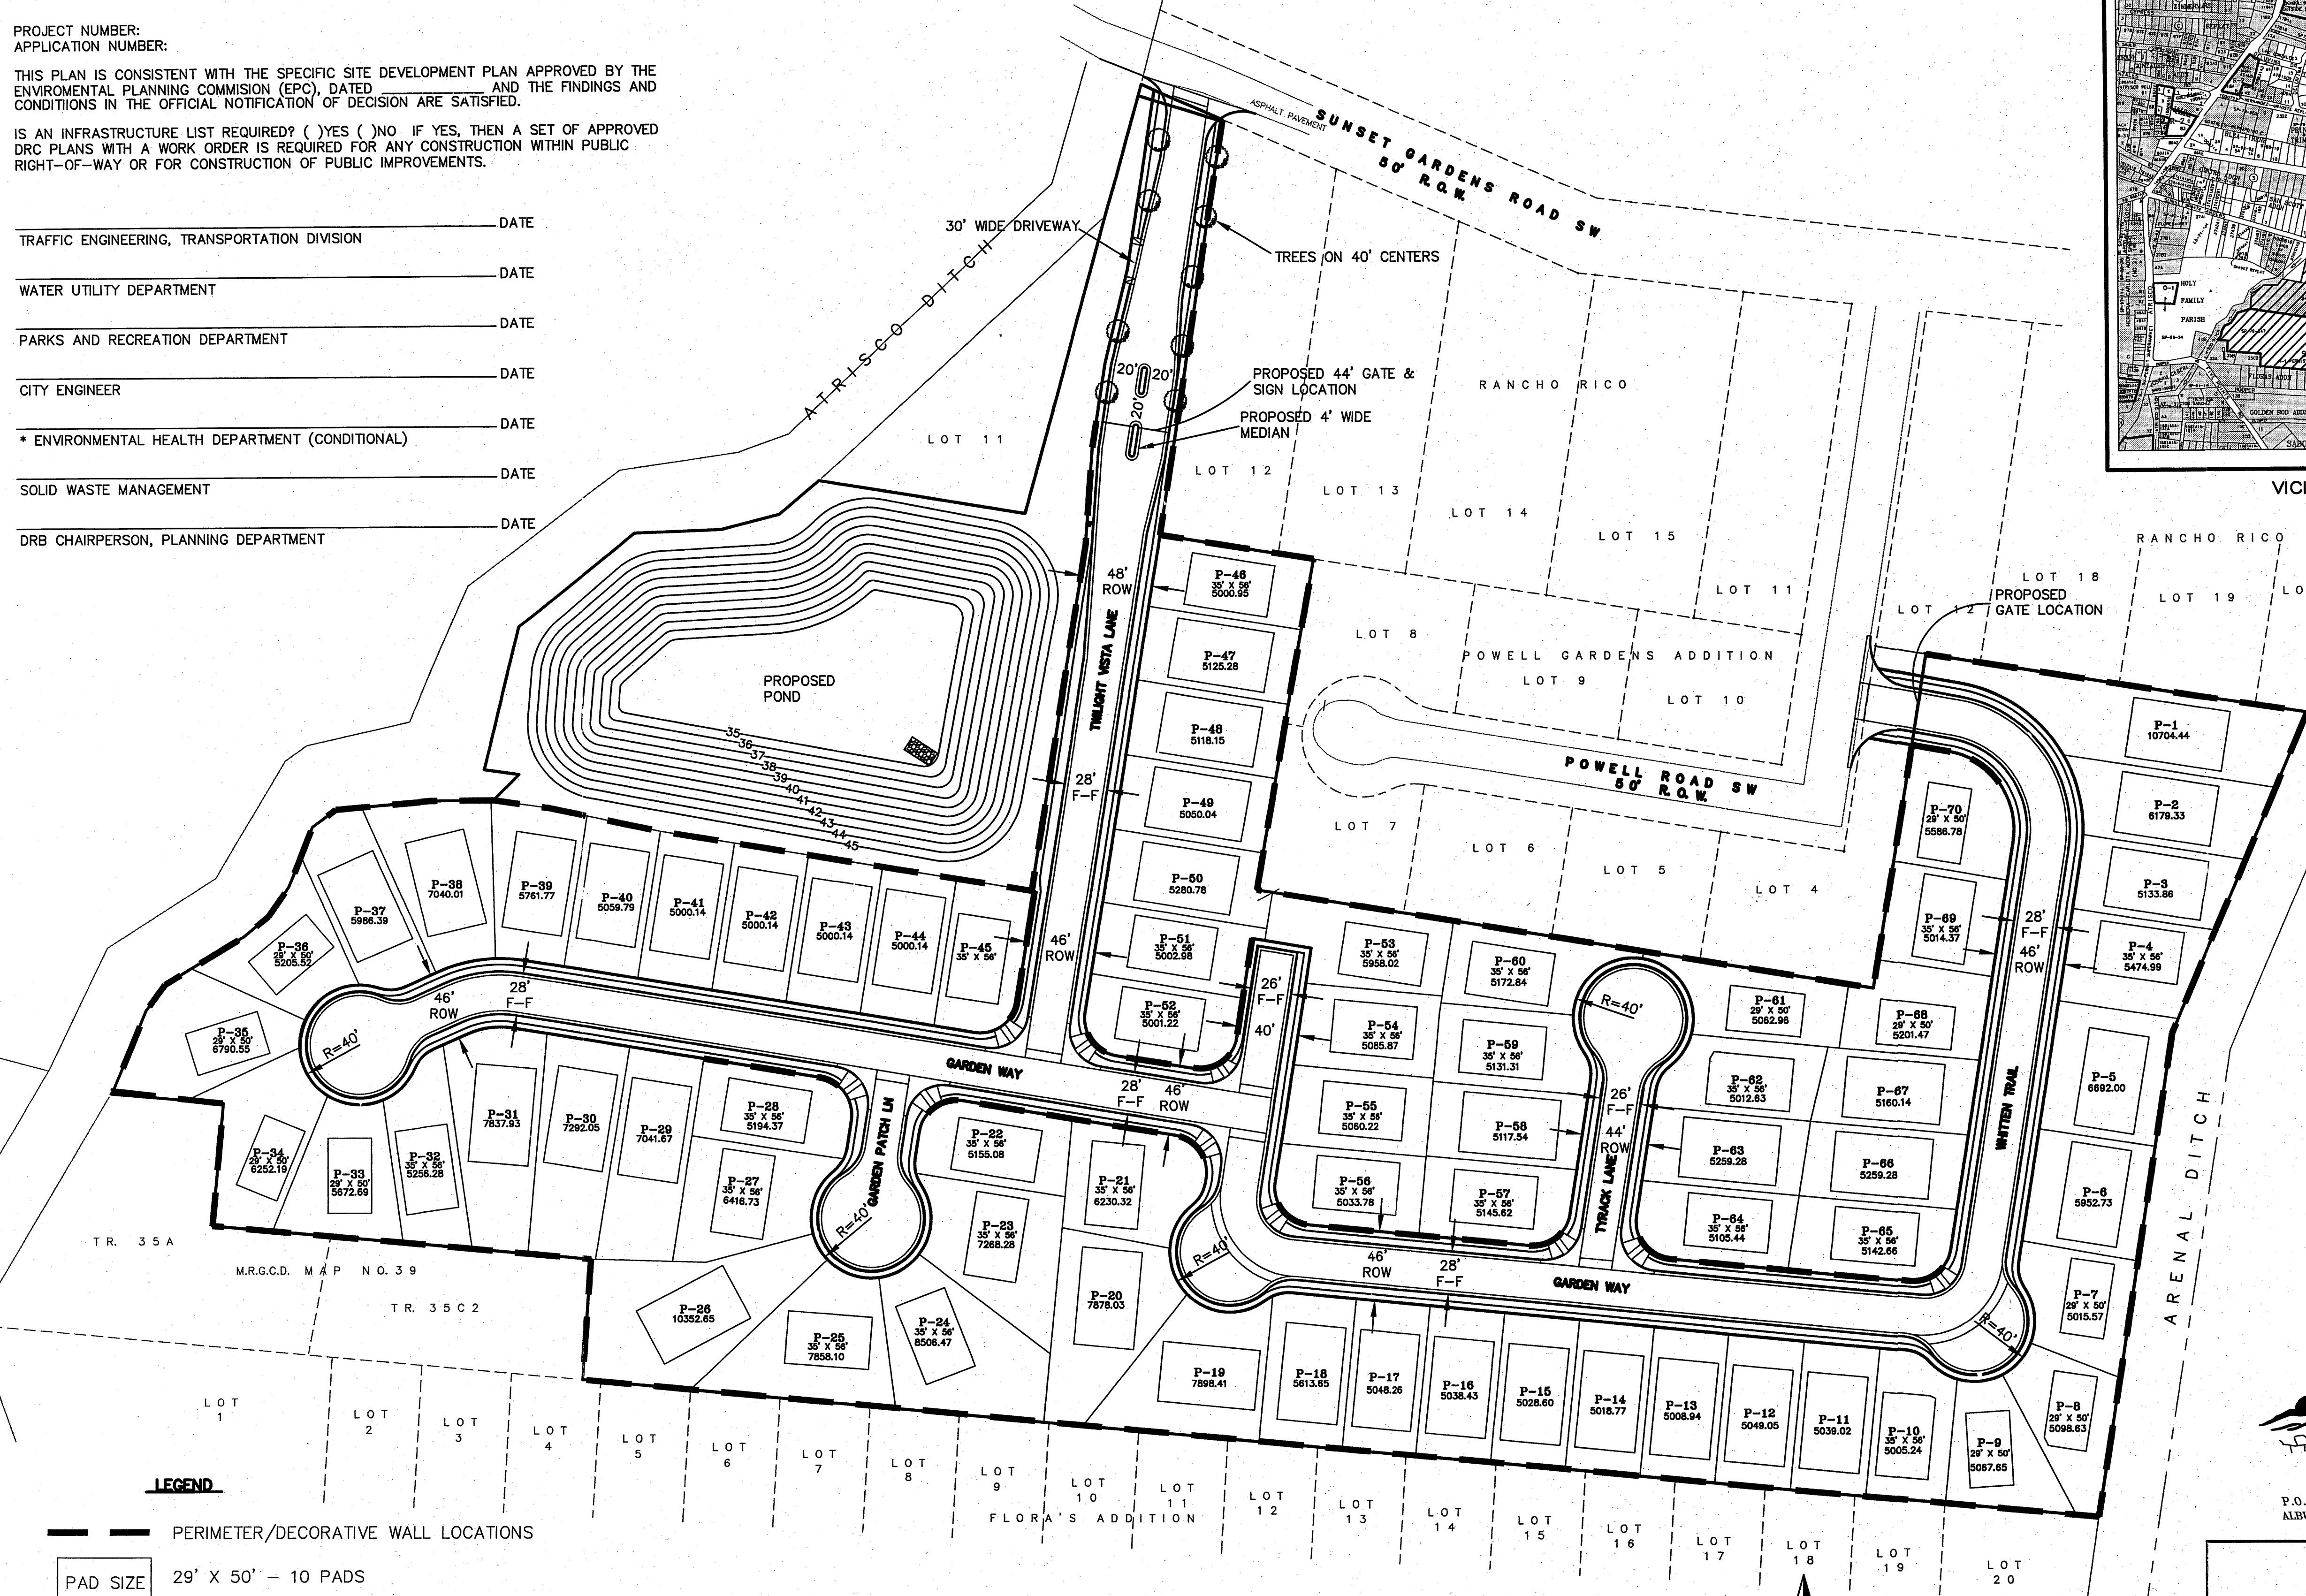 PROJECT NUMBER:
APPLICATION NUMBER:
THIS PLAN IS CONSISTENT WITH THE SPECIFIC SITE DEVELOPMENT PLAN APPROVED BY THE
ENVIROMENTAL PLANNING COMMISION (EPC), DATED ____________ AND THE FINDINGS AND
CONDITIIONS IN THE OFFICIAL NOTIFICATION OF DECISION ARE SATISFIED.
IS AN INFRASTRUCTURE LIST REQUIRED? ( )YES ( )NO IF YES, THEN A SET OF APPROVED
DRC PLANS WITH A WORK ORDER IS REQUIRED FOR ANY CONSTRUCTION WITHIN PUBLIC
RIGHT-OF-WAY OR FOR CONSTRUCTION OF PUBLIC IMPROVEMENTS.
DATE
TRAFFIC ENGINEERING, TRANSPORTATION DIVISION
DATE
WATER UTILITY DEPARTMENT
DATE
PARKS AND RECREATION DEPARTMENT
DATE
CITY ENGINEER
DATE
* ENVIRONMENTAL HEALTH DEPARTMENT (CONDITIONAL)
DATE
SOLID WASTE MANAGEMENT
DATE
DRB CHAIRPERSON, PLANNING DEPARTMENT
ASPHALT. PAVEMENT
SUNSET GARDENS ROAD SW
50' R.O.W.
30' WIDE DRIVEWAY
TREES ON 40' CENTERS
ATRISCO DITCH
20'
20'
20'
PROPOSED 44' GATE &
SIGN LOCATION
PROPOSED 4' WIDE
MEDIAN
RANCHO RICO
LOT 11
LOT 12
LOT 13
LOT 14
LOT 15
LOT 11
LOT 12
LOT 18
LOT 19
LO
RANCHO RICO
HOLY
FAMILY
PARISH
VICI
PROPOSED
GATE LOCATION
LOT 8
POWELL GARDENS ADDITION
LOT 9
LOT 10
POWELL ROAD SW
50' R.O.W.
LOT 7
LOT 6
LOT 5
LOT 4
PROPOSED
POND
35
36
37
38
39
40
41
42
43
44
45
48'
ROW
TWILIGHT VISTA LANE
28'
F-F
46'
ROW
P-46
35' X 56'
5000.95
P-47
5125.28
P-48
5118.15
P-49
5050.04
P-50
5280.78
P-51
35' X 56'
5002.98
P-52
35' X 56'
5001.22
26'
F-F
40'
P-1
10704.44
P-2
6179.33
P-3
5133.86
P-4
35' X 56'
5474.99
P-5
6692.00
P-6
5952.73
P-7
29' X 50'
5015.57
P-8
29' X 50'
5098.63
P-9
29' X 50'
5067.65
P-10
35' X 56'
5005.24
P-11
5039.02
P-12
5049.05
P-13
5008.94
P-14
5018.77
P-15
5028.60
P-16
5038.43
P-17
5048.26
P-18
5613.65
P-19
7898.41
P-20
7878.03
P-21
35' X 56'
6230.32
P-22
35' X 56'
5155.08
P-23
35' X 56'
7268.28
P-24
35' X 56'
8506.47
P-25
35' X 56'
7858.10
P-26
10352.65
P-27
35' X 56'
6416.73
P-28
35' X 56'
5194.37
P-29
7041.67
P-30
7292.05
P-31
7837.93
P-32
35' X 56'
5256.28
P-33
29' X 50'
5672.69
P-34
29' X 50'
6252.19
P-35
29' X 50'
6790.55
P-36
29' X 50'
5205.52
P-37
5986.39
P-38
7040.01
P-39
5761.77
P-40
5059.79
P-41
5000.14
P-42
5000.14
P-43
5000.14
P-44
5000.14
P-45
35' X 56'
P-53
35' X 56'
5958.02
P-54
35' X 56'
5085.87
P-55
35' X 56'
5060.22
P-56
35' X 56'
5033.78
P-57
35' X 56'
5145.62
P-58
35' X 56'
5117.54
P-59
35' X 56'
5131.31
P-60
35' X 56'
5172.84
P-61
29' X 50'
5062.96
P-62
35' X 56'
5012.63
P-63
35' X 56'
5259.28
P-64
35' X 56'
5105.44
P-65
35' X 56'
5142.66
P-66
5259.28
P-67
5160.14
P-68
29' X 50'
5201.47
P-69
35' X 56'
5014.37
P-70
29' X 50'
5586.78
28'
F-F
46'
ROW
WHITTEN TRAIL
ARENAL DITCH
46'
ROW
28'
F-F
R=40'
GARDEN WAY
28'
F-F
46'
ROW
GARDEN PATCH LN
R=40'
R=40'
R=40'
26'
F-F
44'
ROW
TYRACK LANE
46'
ROW
28'
F-F
GARDEN WAY
R=40'
TR. 35A
M.R.G.C.D. MAP NO.39
TR. 35C2
LOT
1
LOT
2
LOT
3
LOT
4
LOT
5
LOT
6
LOT
7
LOT
8
LOT
9
LOT
10
LOT
11
LOT
12
LOT
13
LOT
14
LOT
15
LOT
16
LOT
17
LOT
18
LOT
19
LOT
20
FLORA'S ADDITION
P.O.
ALBU
LEGEND
PERIMETER/DECORATIVE WALL LOCATIONS
PAD SIZE
29' X 50' - 10 PADS